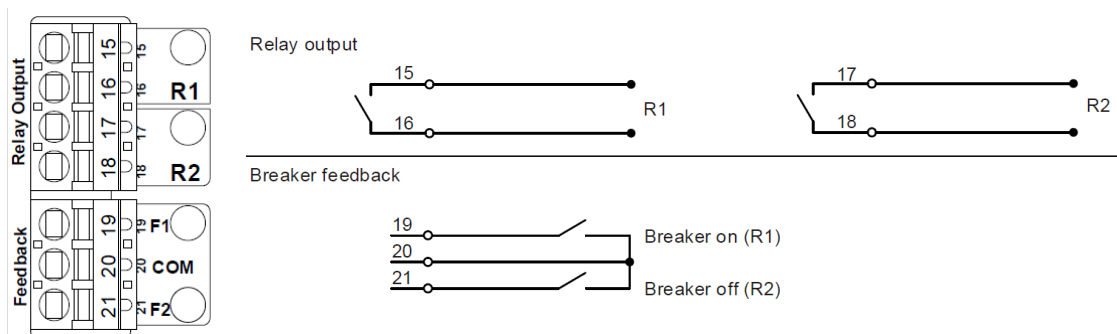 Relay Output
15 15
16 16 R1
17 17
18 18 R2
Feedback
19 19 F1
20 20 COM
21 21 F2
Relay output
15
16
R1
17
18
R2
Breaker feedback
19
20
21
Breaker on (R1)
Breaker off (R2)